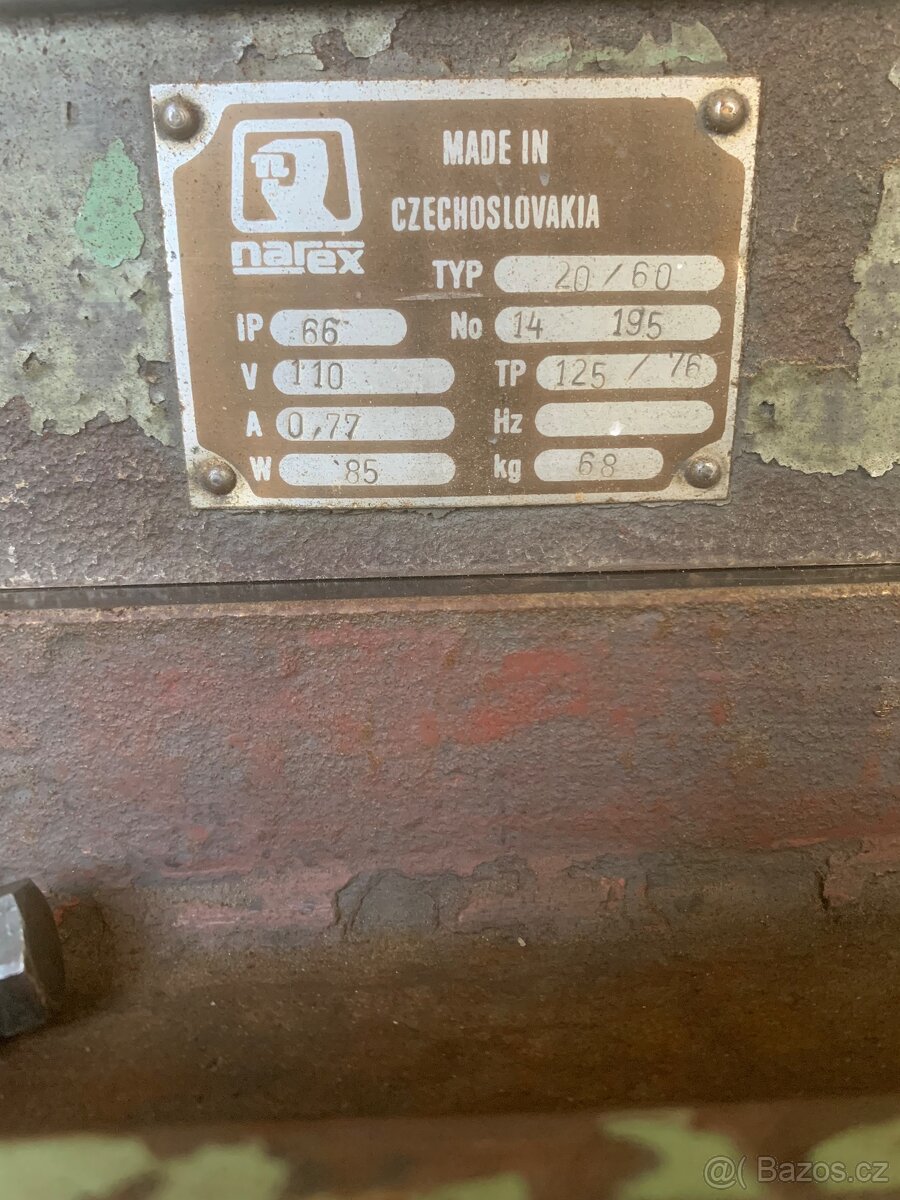 MADE IN
CZECHOSLOVAKIA
narex
TYP 20/60
IP 66 No 14 195
V 110 TP 125/76
A 0,77 Hz
W 85 kg 68
@( Bazoš.cz